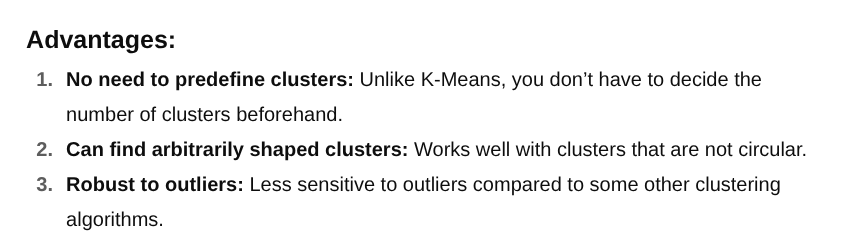 Advantages:
1. No need to predefine clusters: Unlike K-Means, you don’t have to decide the
number of clusters beforehand.
2. Can find arbitrarily shaped clusters: Works well with clusters that are not circular.
3. Robust to outliers: Less sensitive to outliers compared to some other clustering
algorithms.